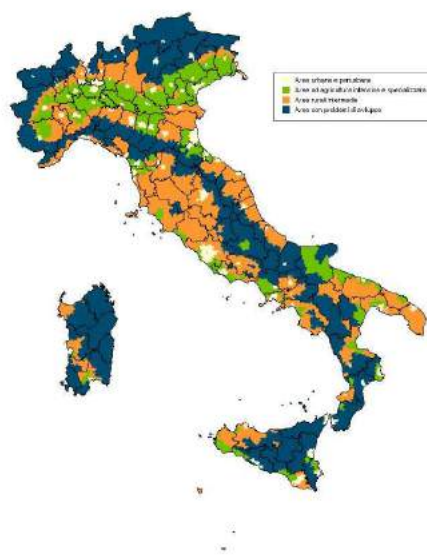 Aree urbane e periurbane
Aree ad agricoltura intensiva e specializzata
Aree rurali intermedie
Aree con problemi di sviluppo